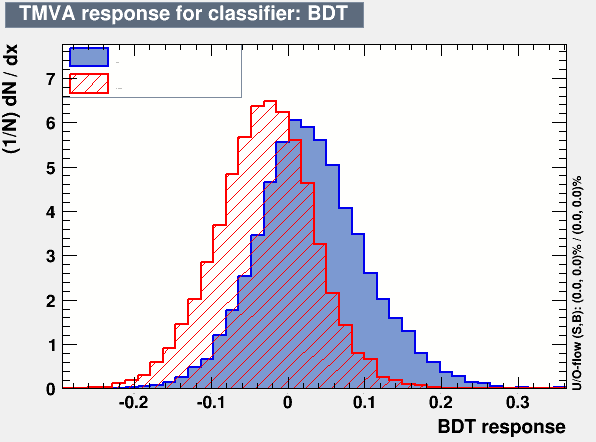 TMVA response for classifier: BDT
(1/N) dN / dx
7
6
5
4
3
2
1
0
-0.2 -0.1 0 0.1 0.2 0.3
BDT response
U/O-flow (S,B): (0.0, 0.0)% / (0.0, 0.0)%